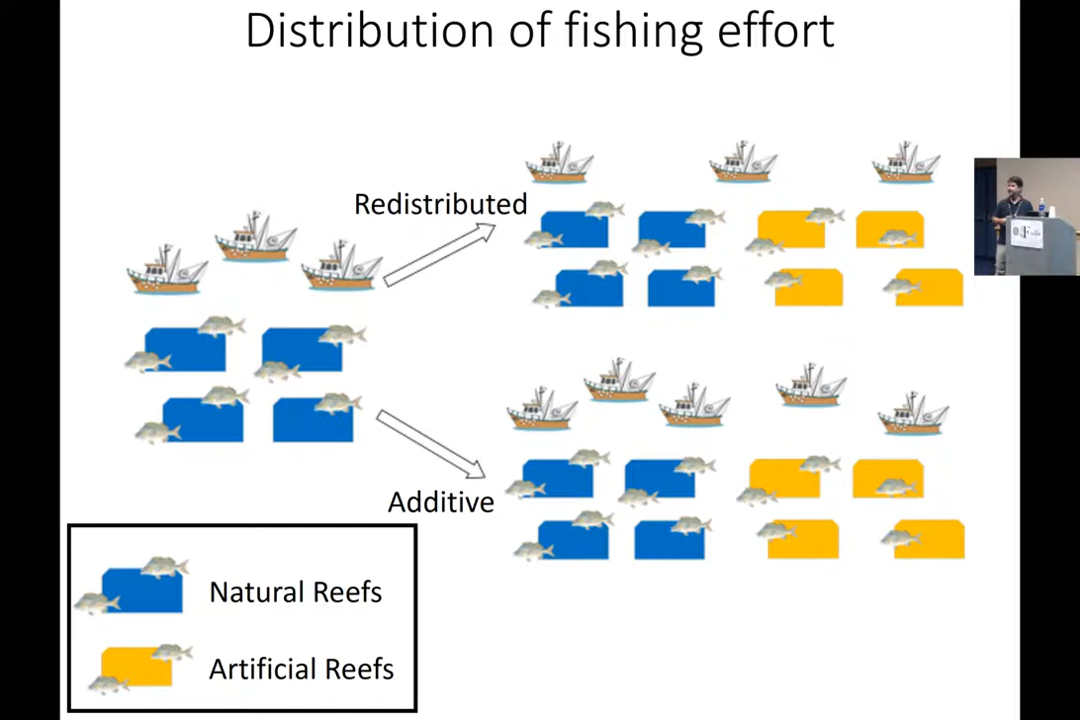 Distribution of fishing effort
Redistributed
Additive
Natural Reefs
Artificial Reefs